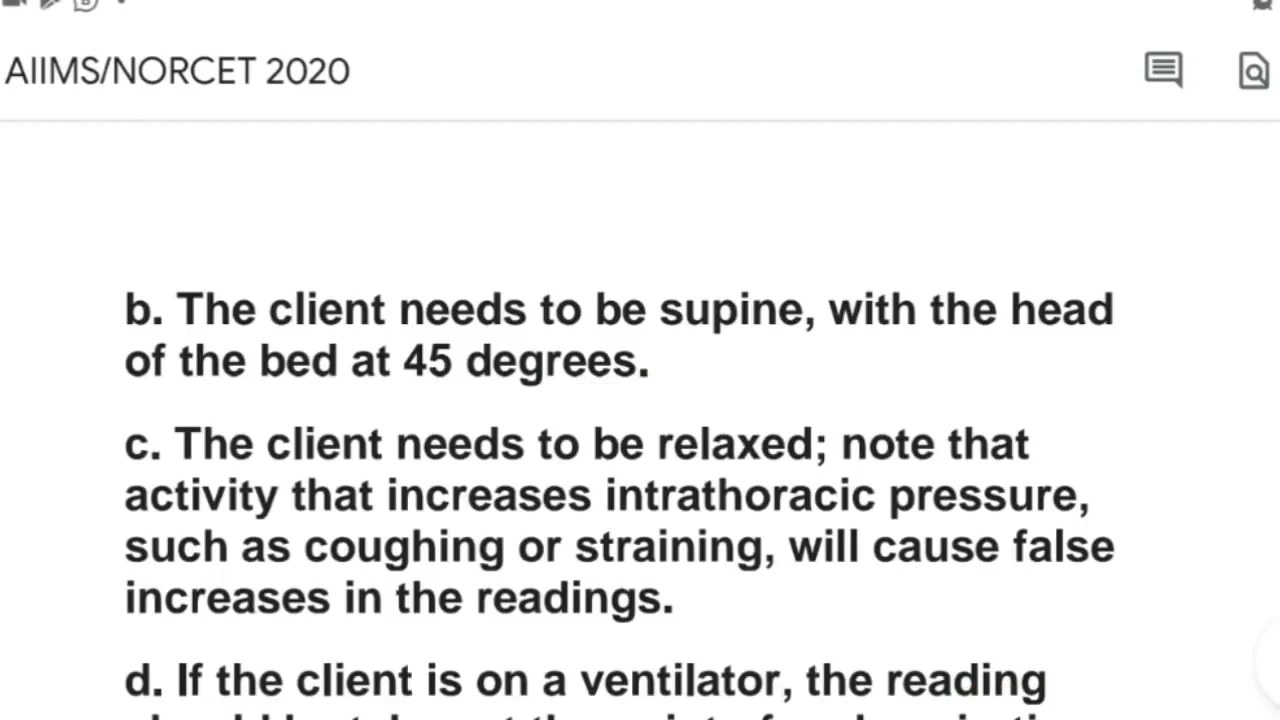 AIIMS/NORCET 2020
b. The client needs to be supine, with the head
of the bed at 45 degrees.
c. The client needs to be relaxed; note that
activity that increases intrathoracic pressure,
such as coughing or straining, will cause false
increases in the readings.
d. If the client is on a ventilator, the reading